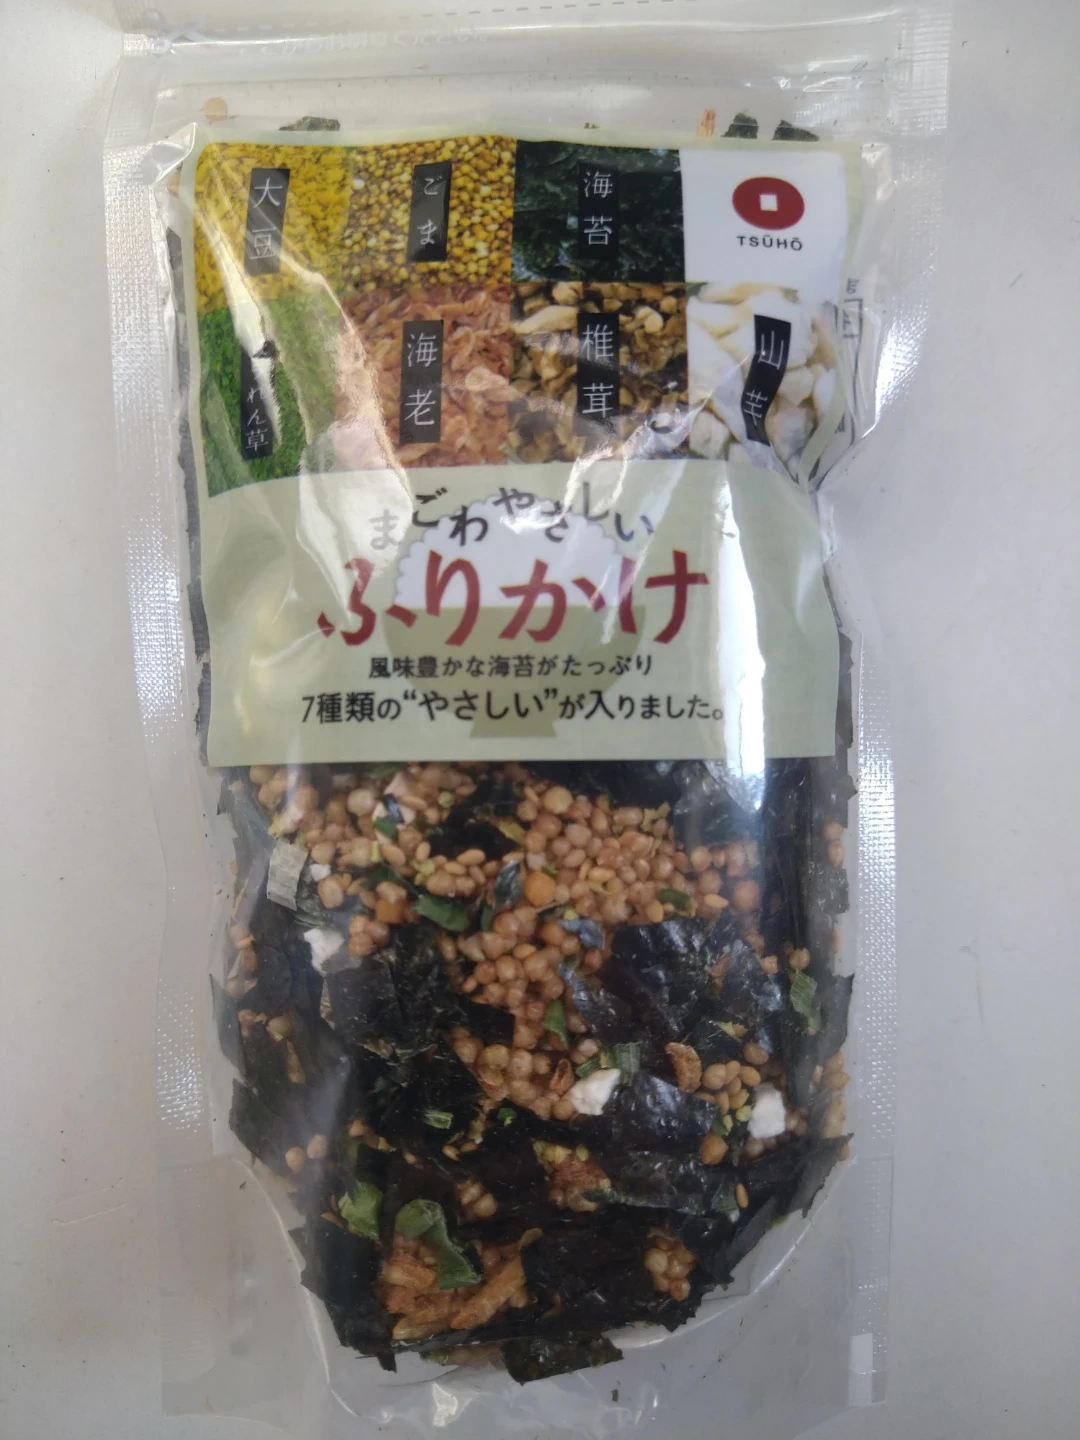 大豆
ごま
海苔
TSŪHŌ
れん草
海老
椎茸
山芋
まごわやさしい
ふりかけ
風味豊かな海苔がたっぷり
7種類の“やさしい”が入りました。